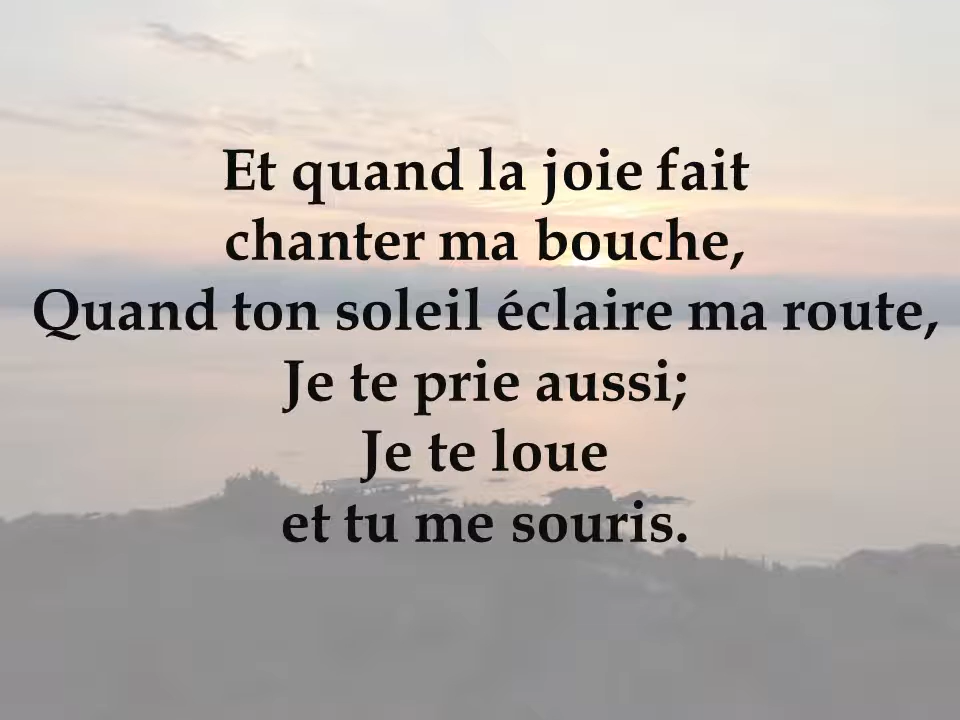 Et quand la joie fait
chanter ma bouche,
Quand ton soleil éclaire ma route,
Je te prie aussi;
Je te loue
et tu me souris.